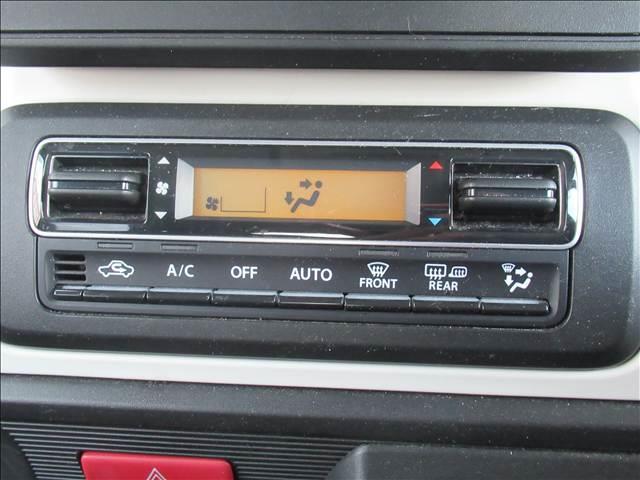 A/C OFF AUTO FRONT REAR